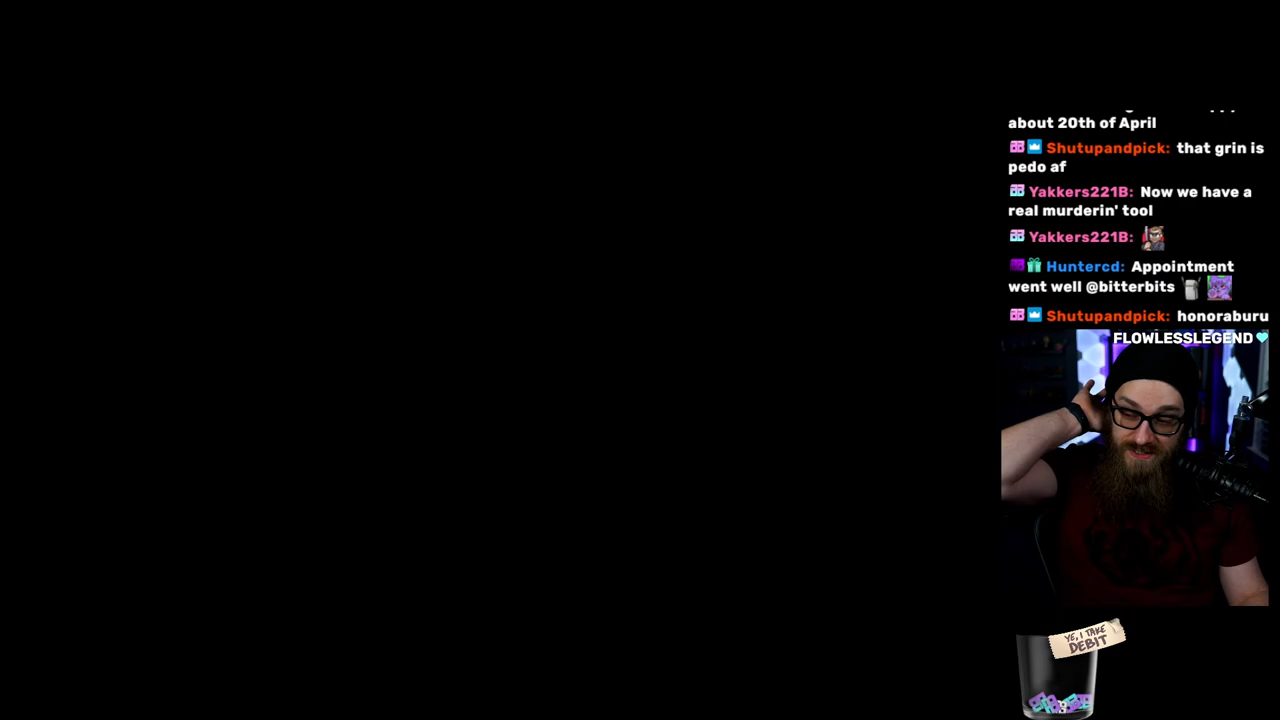 about 20th of April
Shutupandpick: that grin is
pedo af
Yakkers221B: Now we have a
real murderin' tool
Yakkers221B:
Huntercd: Appointment
went well @bitterbits
Shutupandpick: honoraburu
FLOWLESSLEGEND
YE, I TAKE
DEBIT